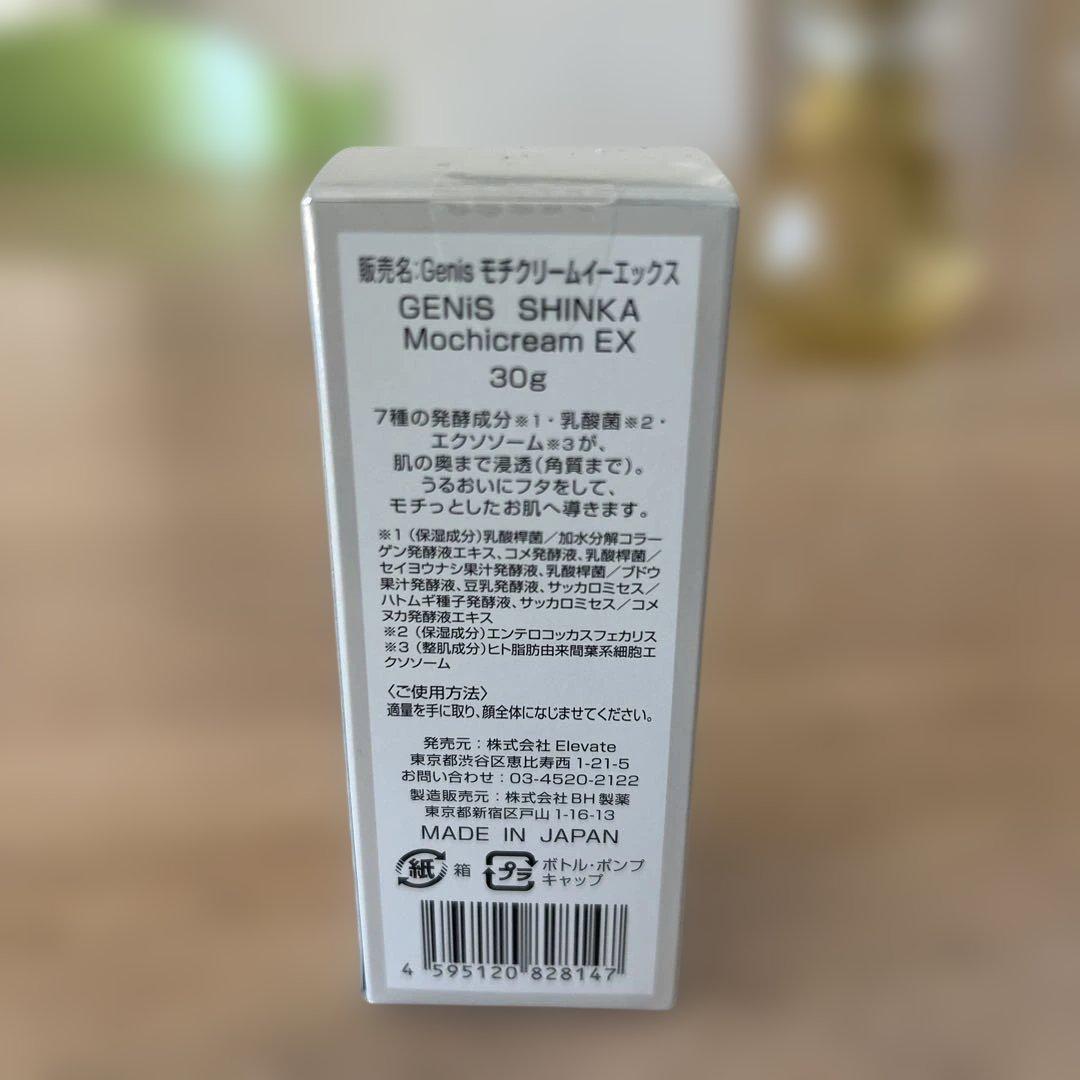 販売名:Genis モチクリームイーエックス
GENiS SHINKA
Mochicream EX
30g
7種の発酵成分※1・乳酸菌※2・
エクソソーム※3が、
肌の奥まで浸透(角質まで)。
うるおいにフタをして、
モチっとしたお肌へ導きます。
※1(保湿成分)乳酸桿菌/加水分解コラー
ゲン発酵液エキス、コメ発酵液、乳酸桿菌/
セイヨウナシ果汁発酵液、乳酸桿菌/ブドウ
果汁発酵液、豆乳発酵液、サッカロミセス/
ハトムギ種子発酵液、サッカロミセス/コメ
ヌカ発酵液エキス
※2(保湿成分)エンテロコッカスフェカリス
※3(整肌成分)ヒト脂肪由来間葉系細胞エ
クソソーム
〈ご使用方法〉
適量を手に取り、顔全体になじませてください。
発売元:株式会社Elevate
東京都渋谷区恵比寿西1-21-5
お問い合わせ:03-4520-2122
製造販売元:株式会社BH製薬
東京都新宿区戸山1-16-13
MADE IN JAPAN
紙 箱 プラ ボトル・ポンプ
キャップ
4 595120 828147